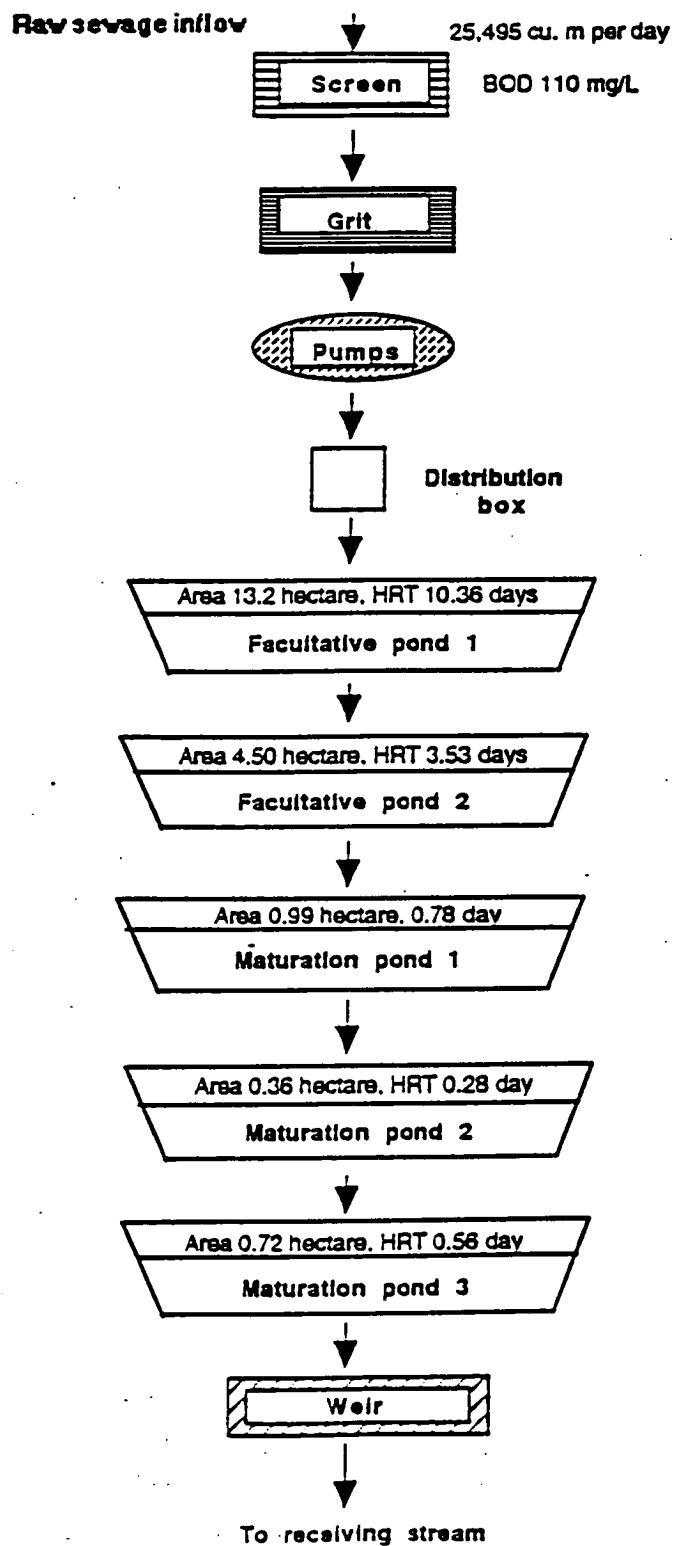 Raw sewage inflow
25,495 cu. m per day
Screen
BOD 110 mg/L
Grit
Pumps
Distribution
box
Area 13.2 hectare, HRT 10.36 days
Facultative pond 1
Area 4.50 hectare, HRT 3.53 days
Facultative pond 2
Area 0.99 hectare, 0.78 day
Maturation pond 1
Area 0.36 hectare, HRT 0.28 day
Maturation pond 2
Area 0.72 hectare, HRT 0.56 day
Maturation pond 3
Weir
To receiving stream